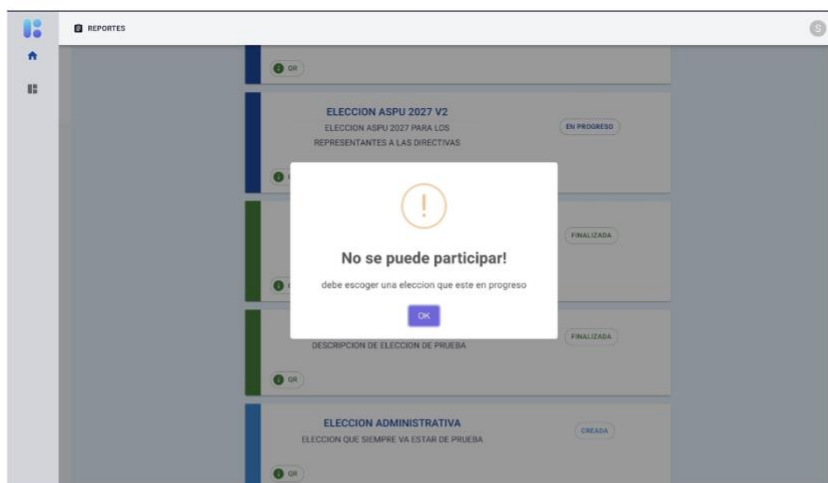 REPORTES
S
QR
ELECCION ASPU 2027 V2
ELECCION ASPU 2027 PARA LOS
REPRESENTANTES A LAS DIRECTIVAS
EN PROGRESO
No se puede participar!
debe escoger una eleccion que este en progreso
OK
FINALIZADA
DESCRIPCION DE ELECCION DE PRUEBA
FINALIZADA
QR
ELECCION ADMINISTRATIVA
ELECCION QUE SIEMPRE VA ESTAR DE PRUEBA
CREADA
QR